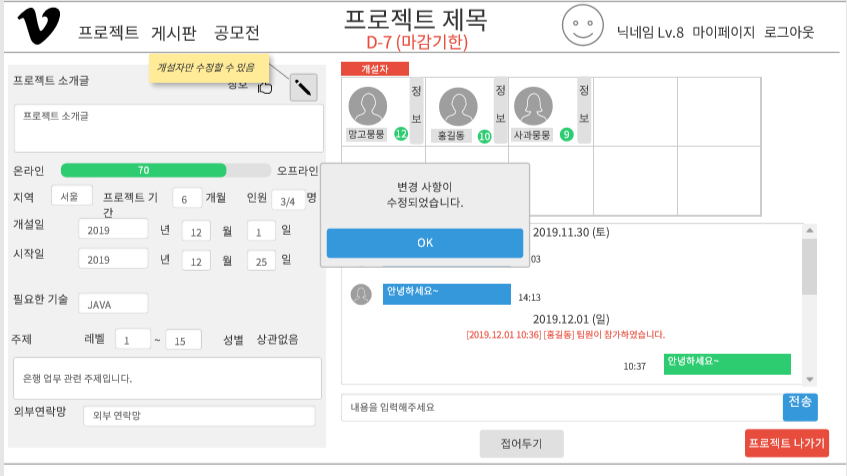 프로젝트 게시판 공모전
프로젝트 제목
D-7 (마감기한)
닉네임 Lv.8 마이페이지 로그아웃
개설자만 수정할 수 있음
프로젝트 소개글
정보
프로젝트 소개글
온라인 70 오프라인
지역 서울 프로젝트 기간 6 개월 인원 3/4 명
개설일 2019 년 12 월 1 일
시작일 2019 년 12 월 25 일
필요한 기술 JAVA
주제 레벨 1 ~ 15 성별 상관없음
은행 업부 관련 주제입니다.
외부연락망 외부 연락망
개설자
정보 정보 정보
망고뭉뭉 12 홍길동 10 사과뭉뭉 9
변경 사항이
수정되었습니다.
OK
2019.11.30 (토)
03
안녕하세요~ 14:13
2019.12.01 (일)
[2019.12.01 10:36] [홍길동] 팀원이 참가하였습니다.
10:37 안녕하세요~
내용을 입력해주세요 전송
접어두기 프로젝트 나가기